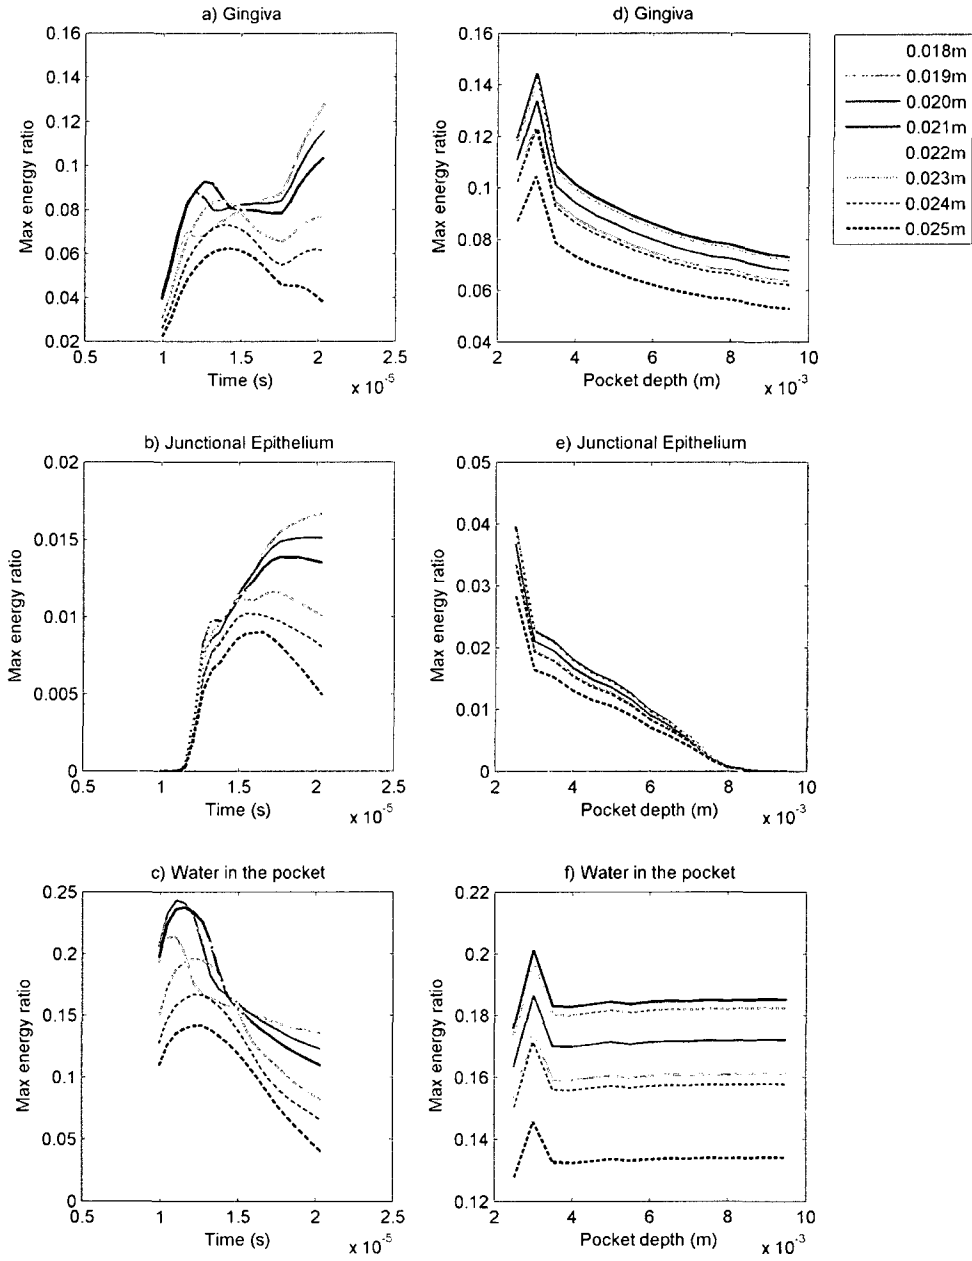 a) Gingiva
0.16
0.14
0.12
0.1
0.08
0.06
0.04
0.02
Max energy ratio
0.5
1
1.5
2
2.5
Time (s)
x 10-5
d) Gingiva
0.16
0.14
0.12
0.1
0.08
0.06
0.04
Max energy ratio
2
4
6
8
10
Pocket depth (m)
x 10-3
0.018m
0.019m
0.020m
0.021m
0.022m
0.023m
0.024m
0.025m
b) Junctional Epithelium
0.02
0.015
0.01
0.005
0
Max energy ratio
0.5
1
1.5
2
2.5
Time (s)
x 10-5
e) Junctional Epithelium
0.05
0.04
0.03
0.02
0.01
0
Max energy ratio
2
4
6
8
10
Pocket depth (m)
x 10-3
c) Water in the pocket
0.25
0.2
0.15
0.1
0.05
0
Max energy ratio
0.5
1
1.5
2
2.5
Time (s)
x 10-5
f) Water in the pocket
0.22
0.2
0.18
0.16
0.14
0.12
Max energy ratio
2
4
6
8
10
Pocket depth (m)
x 10-3